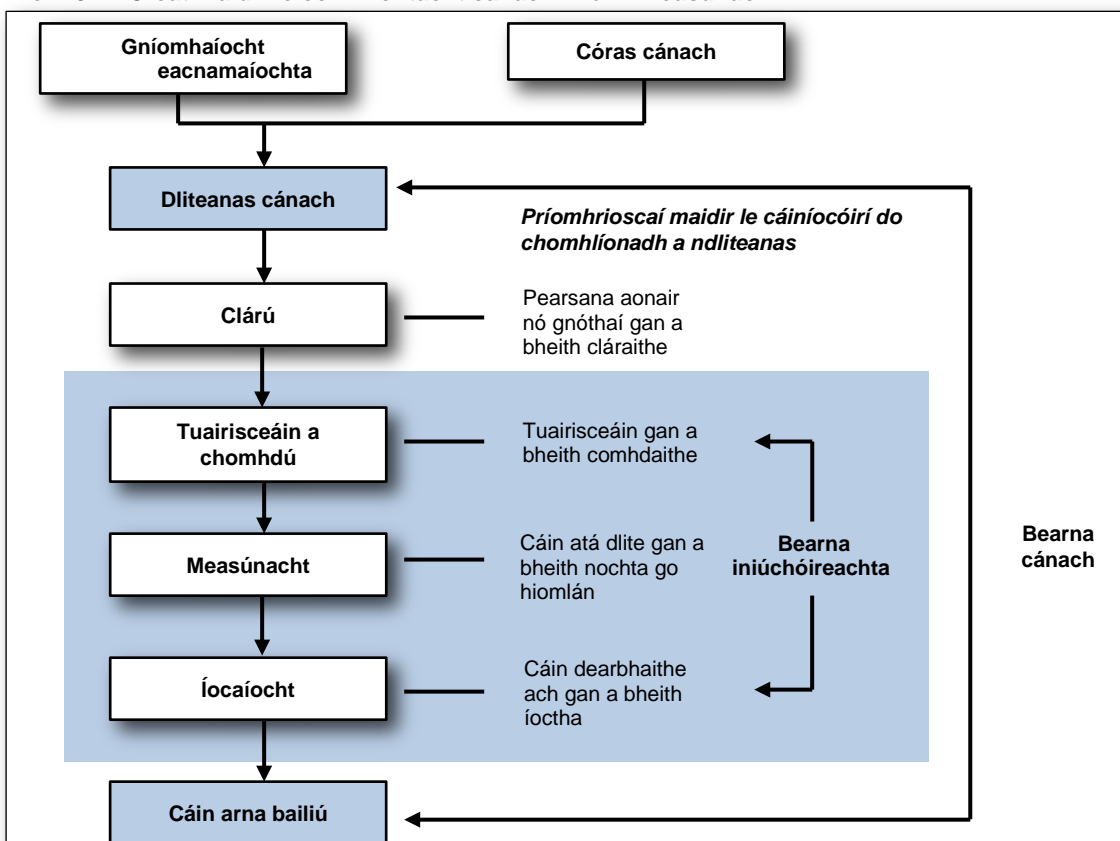 Gníomhaíocht
eacnamaíochta
Córas cánach
Dliteanas cánach
Príomhrioscaí maidir le cáiníocóirí do
chomhlíonadh a ndliteanas
Clárú
Pearsana aonair
nó gnóthaí gan a
bheith cláraithe
Tuairisceáin a
chomhdú
Tuairisceáin gan a
bheith comhdaithe
Measúnacht
Cáin atá dlite gan a
bheith nochta go
hiomlán
Bearna
iniúchóireachta
Bearna
cánach
Íocaíocht
Cáin dearbhaithe
ach gan a bheith
íoctha
Cáin arna bailiú